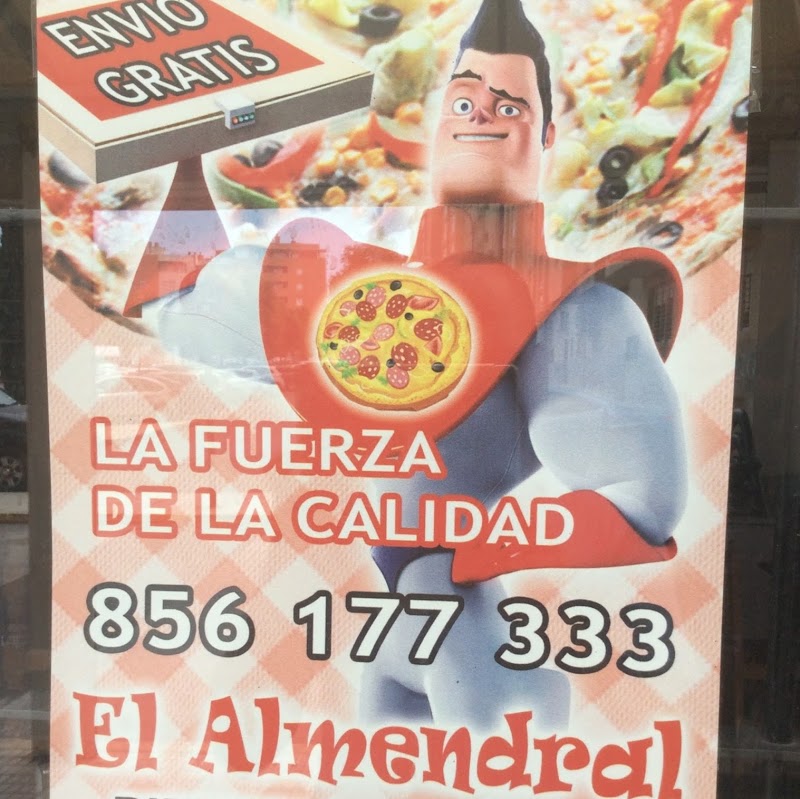 ENVIO
GRATIS
LA FUERZA
DE LA CALIDAD
856 177 333
El Almendral